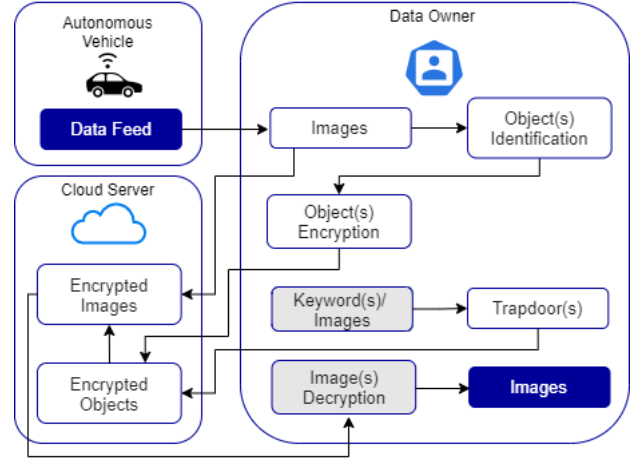 Autonomous
Vehicle
Data Feed
Data Owner
Images
Object(s)
Identification
Cloud Server
Object(s)
Encryption
Encrypted
Images
Keyword(s)/
Images
Trapdoor(s)
Encrypted
Objects
Image(s)
Decryption
Images